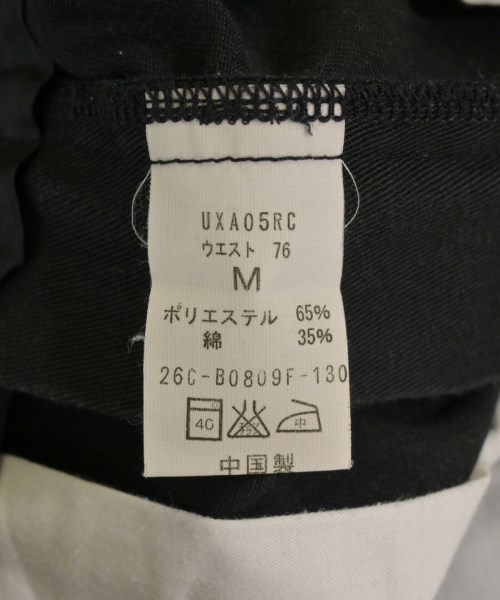 UXA05RC
ウエスト 76
M
ポリエステル 65%
綿 35%
26C-B0809F-130
40 中
中国製